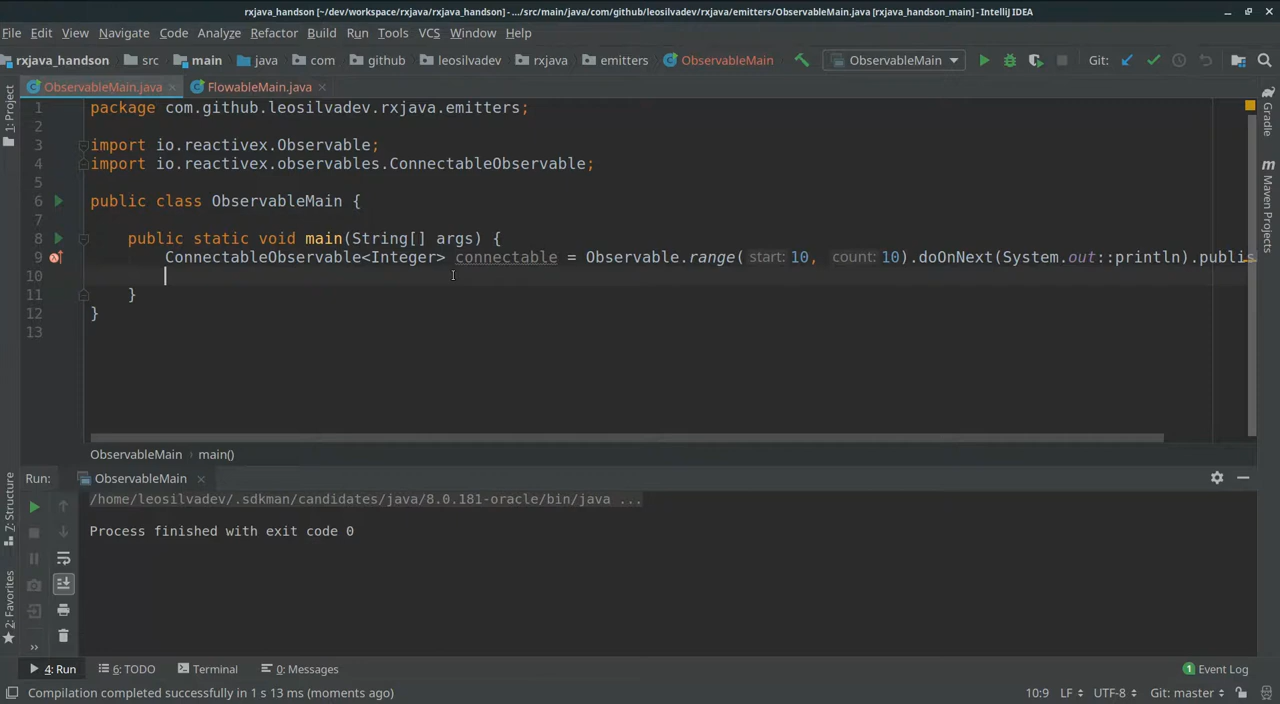 rxjava_handson [~/dev/workspace/rxjava/rxjava_handson] - .../src/main/java/com/github/leosilvadev/rxjava/emitters/ObservableMain.java [rxjava_handson_main] - IntelliJ IDEA
File Edit View Navigate Code Analyze Refactor Build Run Tools VCS Window Help
rxjava_handson src main java com github leosilvadev rxjava emitters ObservableMain ObservableMain Git:
ObservableMain.java FlowableMain.java
1 package com.github.leosilvadev.rxjava.emitters;
2
3 import io.reactivex.Observable;
4 import io.reactivex.observables.ConnectableObservable;
5
6 public class ObservableMain {
7
8 public static void main(String[] args) {
9 ConnectableObservable<Integer> connectable = Observable.range( start: 10, count: 10).doOnNext(System.out::println).publis
10
11 }
12 }
13
1: Project
Gradle
Maven Projects
ObservableMain main()
Run: ObservableMain
/home/leosilvadev/.sdkman/candidates/java/8.0.181-oracle/bin/java ...
Process finished with exit code 0
7: Structure
2: Favorites
4: Run 6: TODO Terminal 0: Messages 1 Event Log
Compilation completed successfully in 1 s 13 ms (moments ago) 10:9 LF UTF-8 Git: master